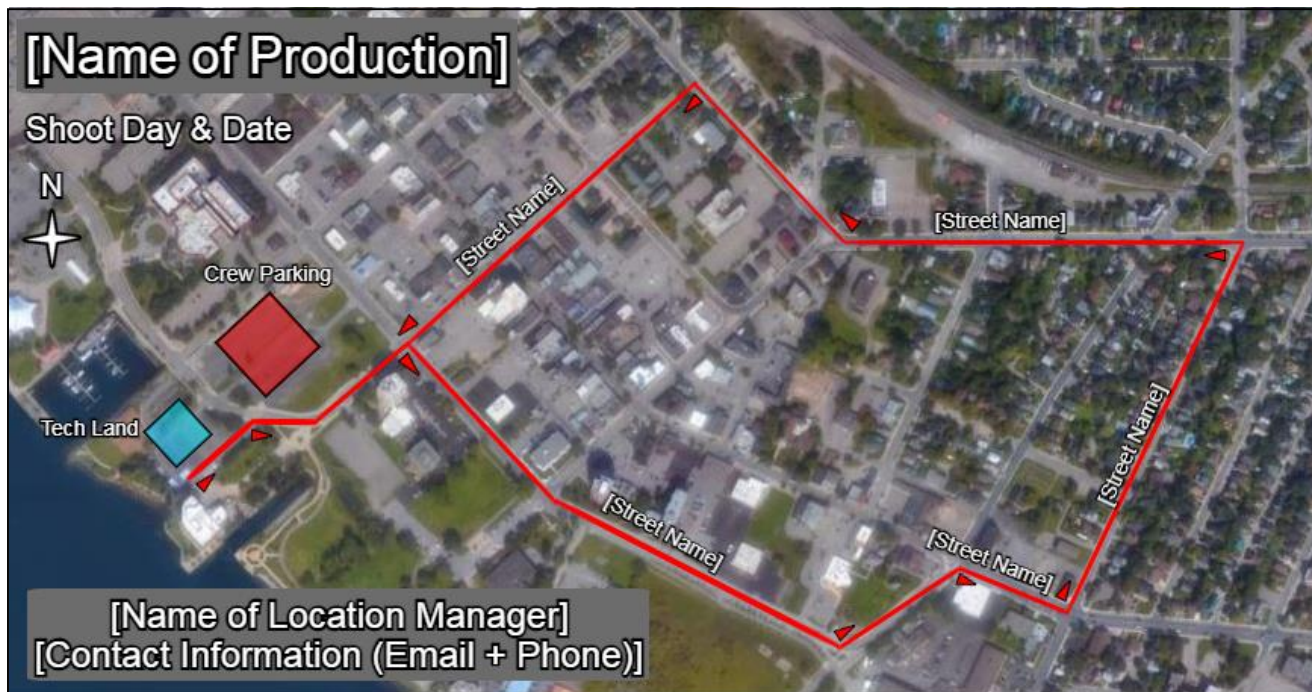 [Name of Production]
Shoot Day & Date
N
Crew Parking
Tech Land
[Street Name]
[Street Name]
[Street Name]
[Street Name]
[Street Name]
[Name of Location Manager]
[Contact Information (Email + Phone)]